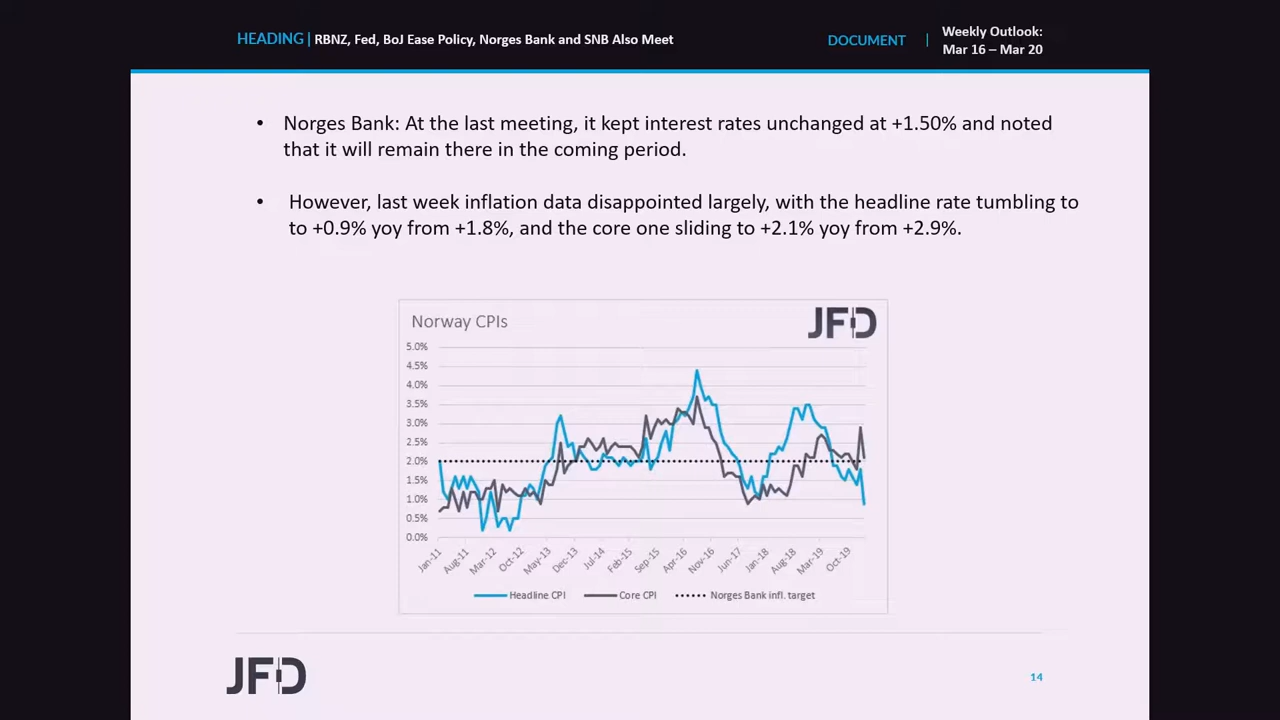 HEADING | RBNZ, Fed, BoJ Ease Policy, Norges Bank and SNB Also Meet
DOCUMENT | Weekly Outlook:
Mar 16 – Mar 20
• Norges Bank: At the last meeting, it kept interest rates unchanged at +1.50% and noted
that it will remain there in the coming period.
• However, last week inflation data disappointed largely, with the headline rate tumbling to
to +0.9% yoy from +1.8%, and the core one sliding to +2.1% yoy from +2.9%.
Norway CPIs
JFD
5.0%
4.5%
4.0%
3.5%
3.0%
2.5%
2.0%
1.5%
1.0%
0.5%
0.0%
Jan-11 Aug-11 Mar-12 Oct-12 May-13 Dec-13 Jul-14 Feb-15 Sep-15 Apr-16 Nov-16 Jun-17 Jan-18 Aug-18 Mar-19 Oct-19
Headline CPI Core CPI Norges Bank infl. target
JFD
14